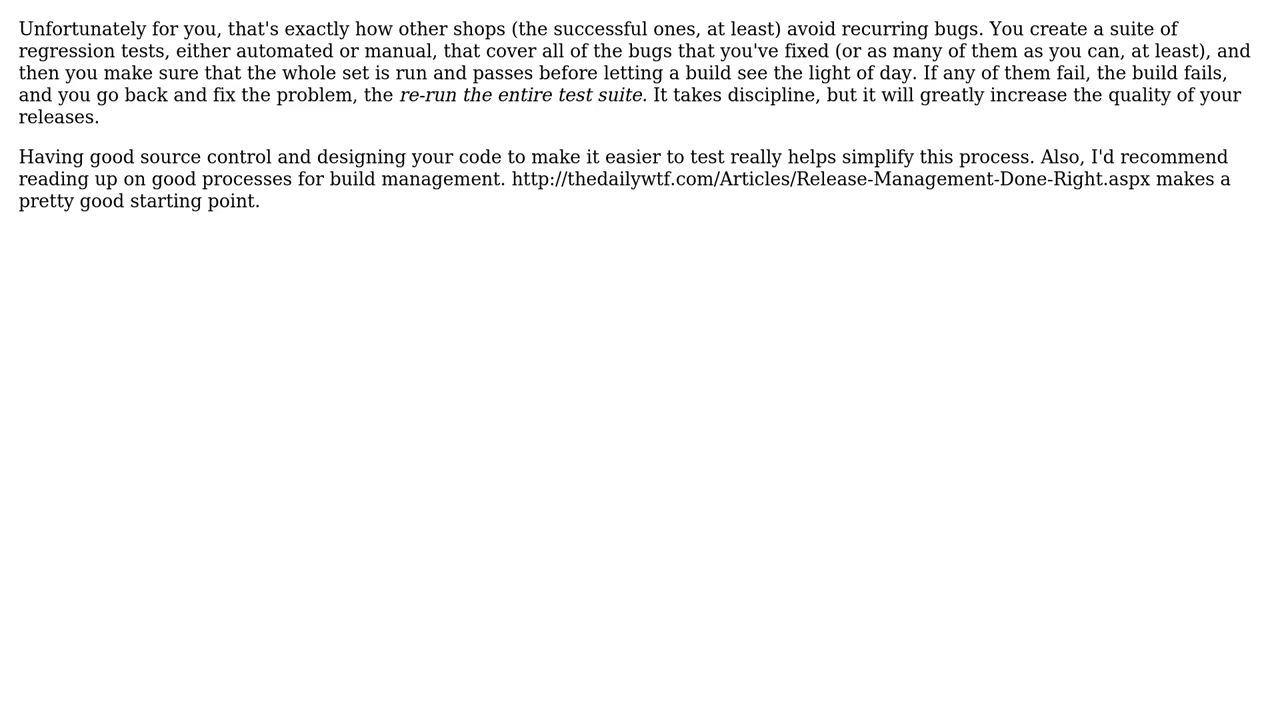 Unfortunately for you, that's exactly how other shops (the successful ones, at least) avoid recurring bugs. You create a suite of
regression tests, either automated or manual, that cover all of the bugs that you've fixed (or as many of them as you can, at least), and
then you make sure that the whole set is run and passes before letting a build see the light of day. If any of them fail, the build fails,
and you go back and fix the problem, the re-run the entire test suite. It takes discipline, but it will greatly increase the quality of your
releases.
Having good source control and designing your code to make it easier to test really helps simplify this process. Also, I'd recommend
reading up on good processes for build management. http://thedailywtf.com/Articles/Release-Management-Done-Right.aspx makes a
pretty good starting point.